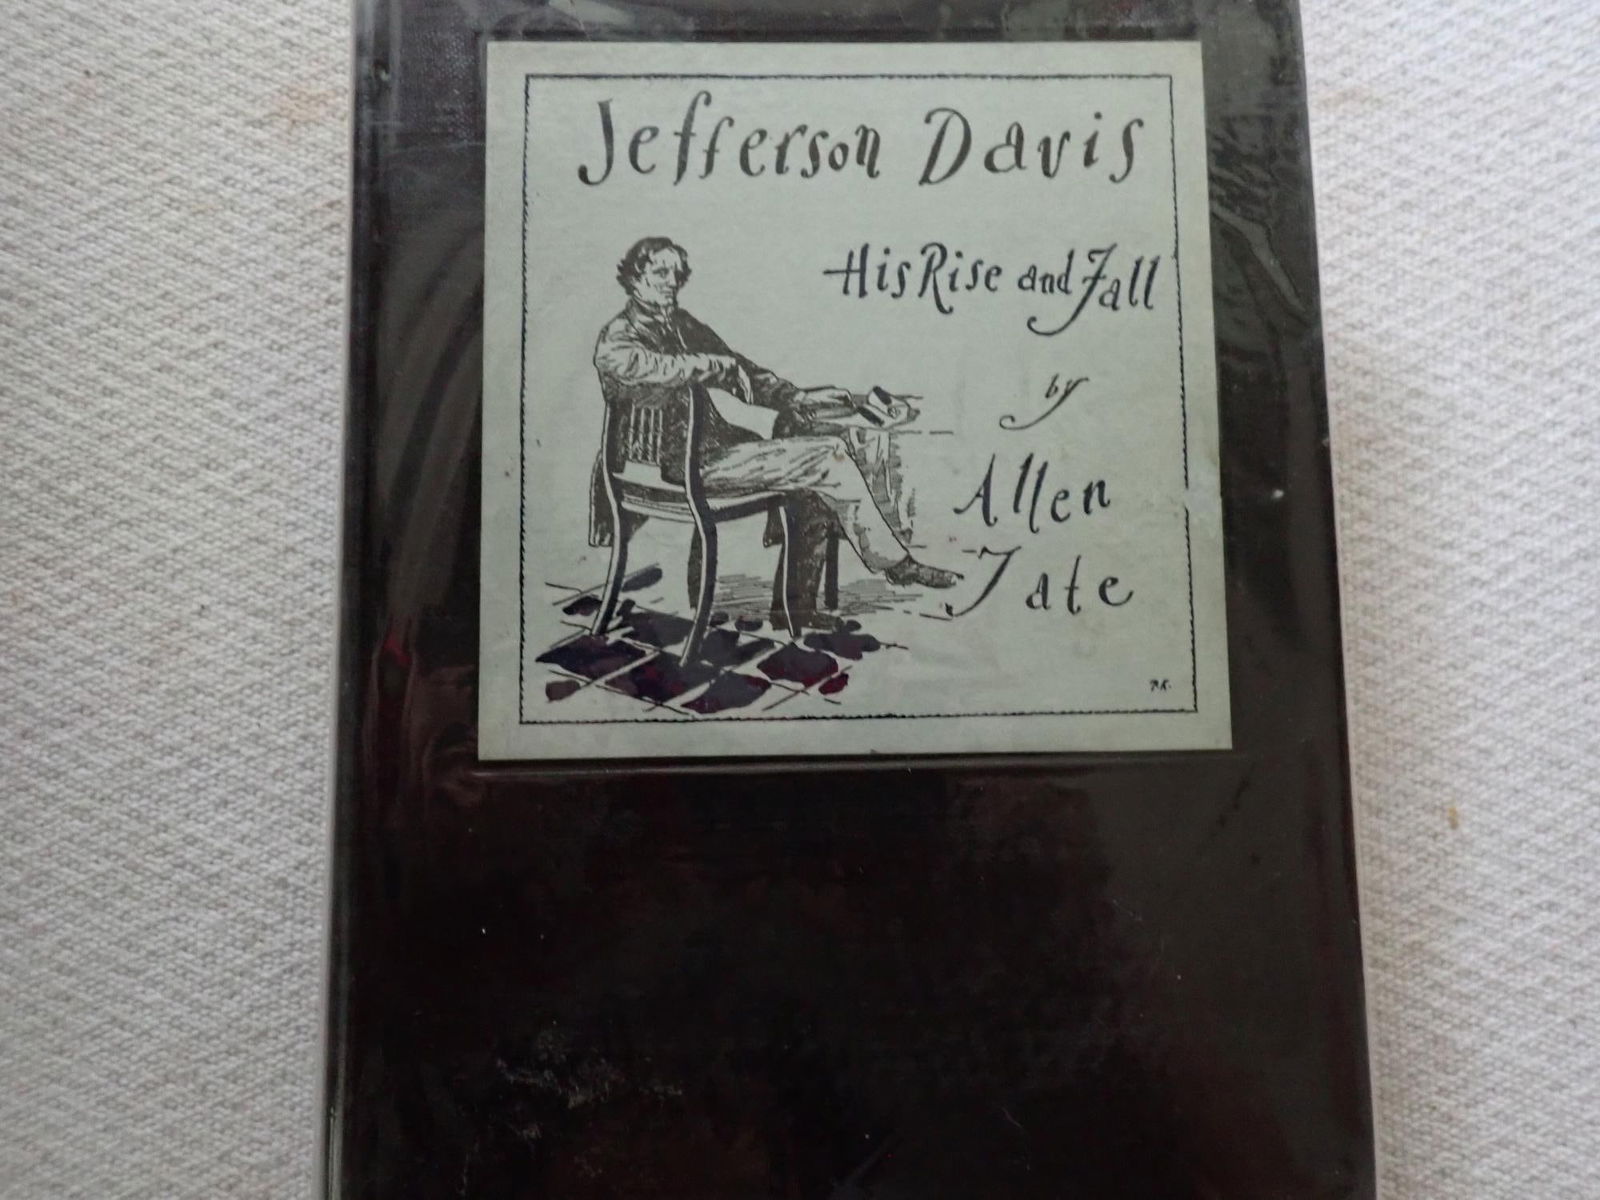 Jefferson Davis
His Rise and Fall
by
Allen
Tate